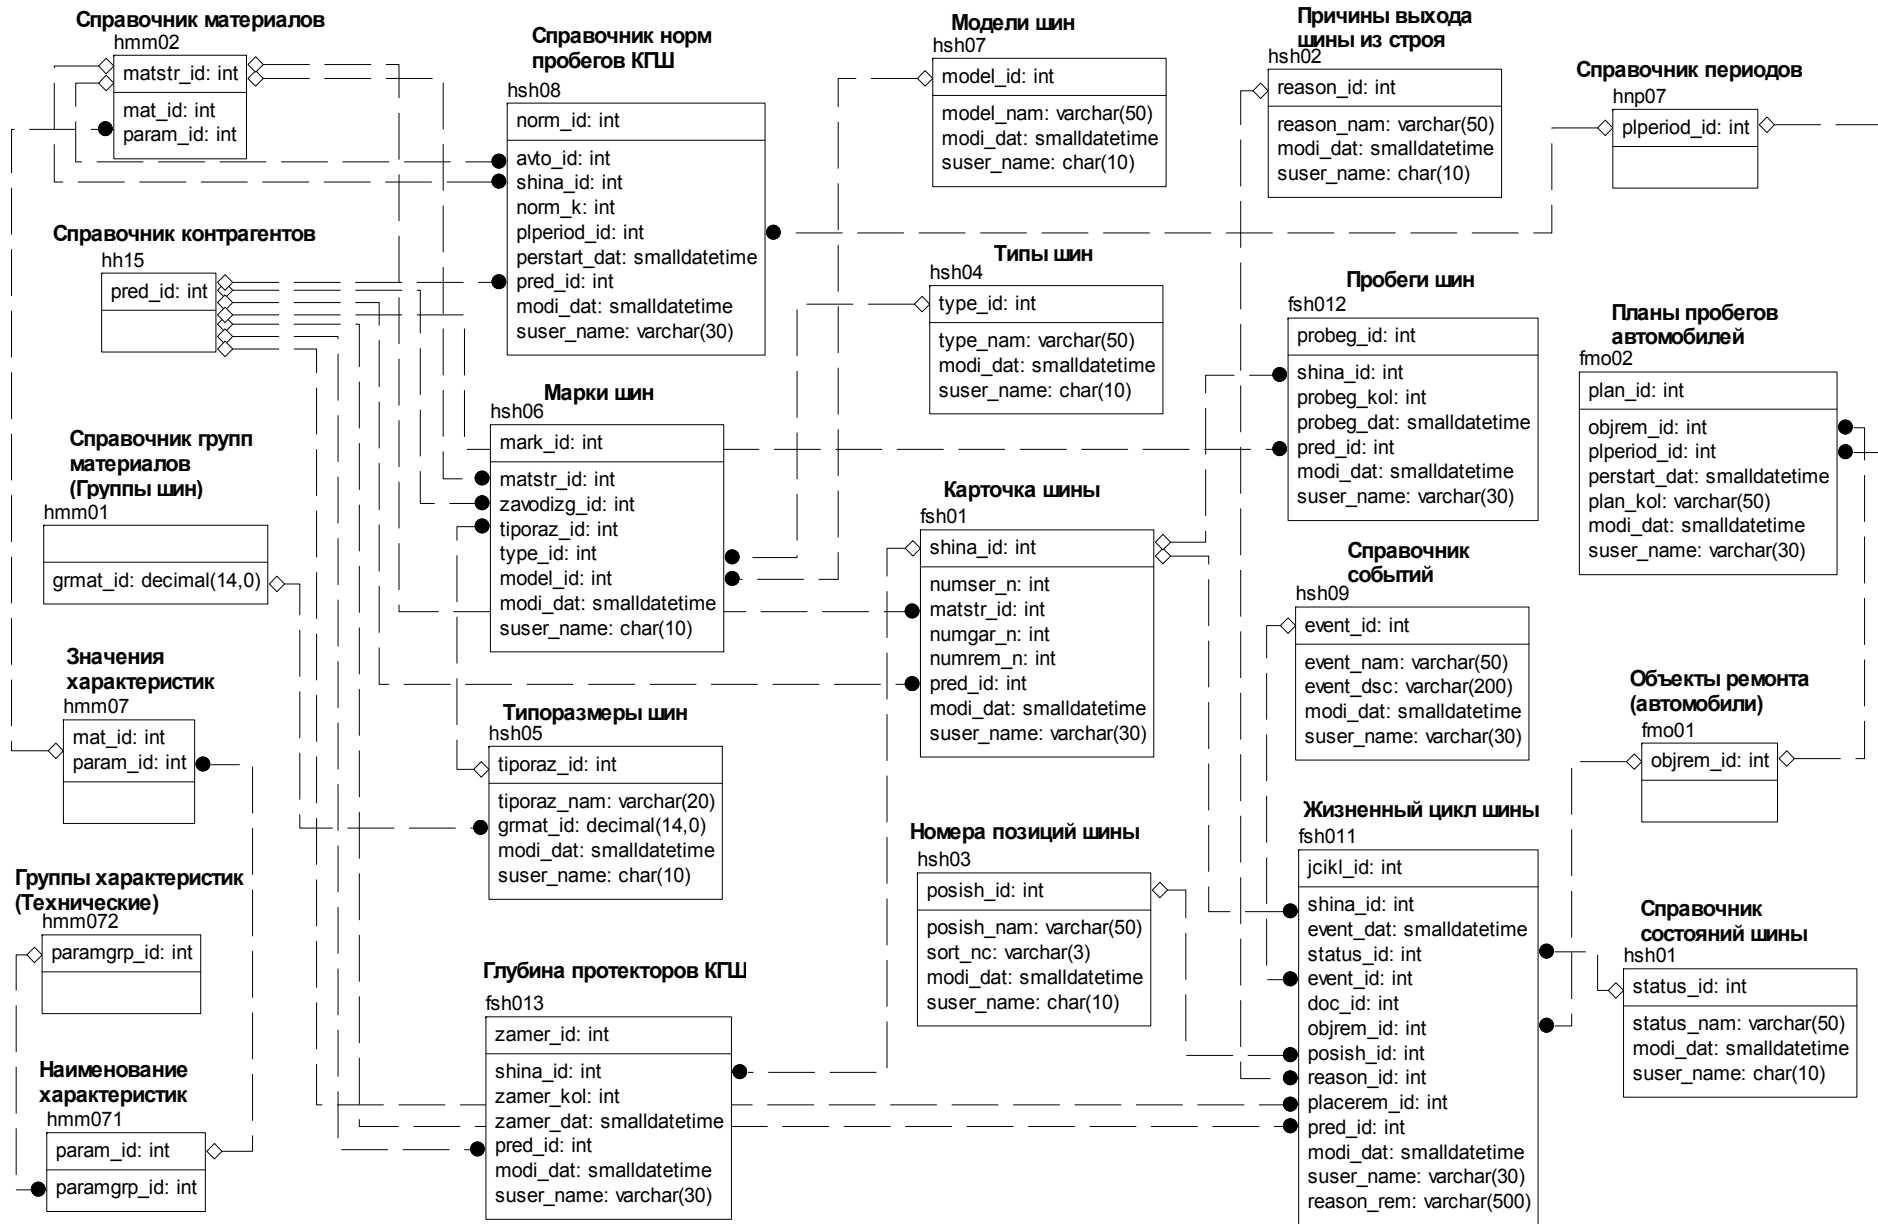 Справочник материалов
hmm02
matstr_id: int
mat_id: int
param_id: int
Справочник контрагентов
hh15
pred_id: int
Справочник групп
материалов
(Группы шин)
hmm01
grmat_id: decimal(14,0)
Значения
характеристик
hmm07
mat_id: int
param_id: int
Группы характеристик
(Технические)
hmm072
paramgrp_id: int
Наименование
характеристик
hmm071
param_id: int
paramgrp_id: int
Справочник норм
пробегов КГШ
hsh08
norm_id: int
avto_id: int
shina_id: int
norm_k: int
plperiod_id: int
perstart_dat: smalldatetime
pred_id: int
modi_dat: smalldatetime
suser_name: varchar(30)
Марки шин
hsh06
mark_id: int
matstr_id: int
zavodizg_id: int
tiporaz_id: int
type_id: int
model_id: int
modi_dat: smalldatetime
suser_name: char(10)
Типоразмеры шин
hsh05
tiporaz_id: int
tiporaz_nam: varchar(20)
grmat_id: decimal(14,0)
modi_dat: smalldatetime
suser_name: char(10)
Глубина протекторов КГШ
fsh013
zamer_id: int
shina_id: int
zamer_kol: int
zamer_dat: smalldatetime
pred_id: int
modi_dat: smalldatetime
suser_name: varchar(30)
Модели шин
hsh07
model_id: int
model_nam: varchar(50)
modi_dat: smalldatetime
suser_name: char(10)
Типы шин
hsh04
type_id: int
type_nam: varchar(50)
modi_dat: smalldatetime
suser_name: char(10)
Карточка шины
fsh01
shina_id: int
numser_n: int
matstr_id: int
numgar_n: int
numrem_n: int
pred_id: int
modi_dat: smalldatetime
suser_name: varchar(30)
Номера позиций шины
hsh03
posish_id: int
posish_nam: varchar(50)
sort_nc: varchar(3)
modi_dat: smalldatetime
suser_name: char(10)
Причины выхода
шины из строя
hsh02
reason_id: int
reason_nam: varchar(50)
modi_dat: smalldatetime
suser_name: char(10)
Пробеги шин
fsh012
probeg_id: int
shina_id: int
probeg_kol: int
probeg_dat: smalldatetime
pred_id: int
modi_dat: smalldatetime
suser_name: varchar(30)
Справочник
событий
hsh09
event_id: int
event_nam: varchar(50)
event_dsc: varchar(200)
modi_dat: smalldatetime
suser_name: varchar(30)
Жизненный цикл шины
fsh011
jcikl_id: int
shina_id: int
event_dat: smalldatetime
status_id: int
event_id: int
doc_id: int
objrem_id: int
posish_id: int
reason_id: int
placerem_id: int
pred_id: int
modi_dat: smalldatetime
suser_name: varchar(30)
reason_rem: varchar(500)
Справочник периодов
hnp07
plperiod_id: int
Планы пробегов
автомобилей
fmo02
plan_id: int
objrem_id: int
plperiod_id: int
perstart_dat: smalldatetime
plan_kol: varchar(50)
modi_dat: smalldatetime
suser_name: varchar(30)
Объекты ремонта
(автомобили)
fmo01
objrem_id: int
Справочник
состояний шины
hsh01
status_id: int
status_nam: varchar(50)
modi_dat: smalldatetime
suser_name: char(10)